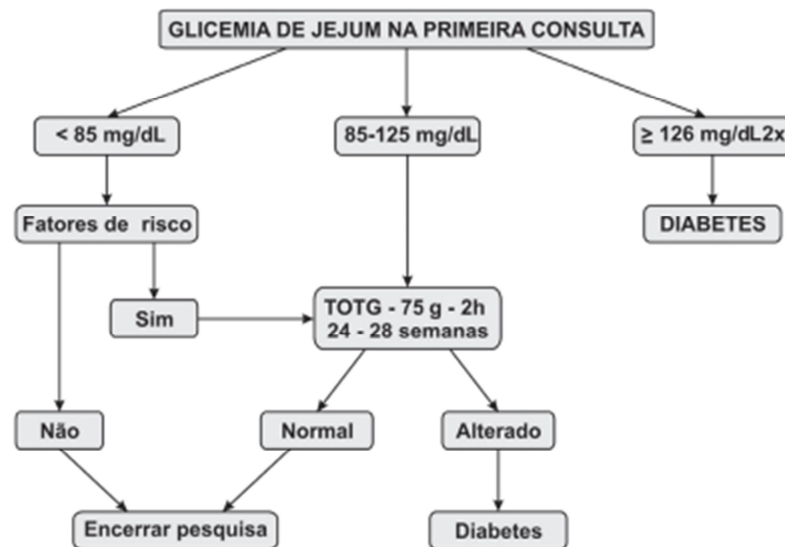 GLICEMIA DE JEJUM NA PRIMEIRA CONSULTA
< 85 mg/dL
85-125 mg/dL
≥ 126 mg/dL2x
Fatores de risco
DIABETES
Sim
TOTG - 75 g - 2h
24 - 28 semanas
Não
Normal
Alterado
Encerrar pesquisa
Diabetes